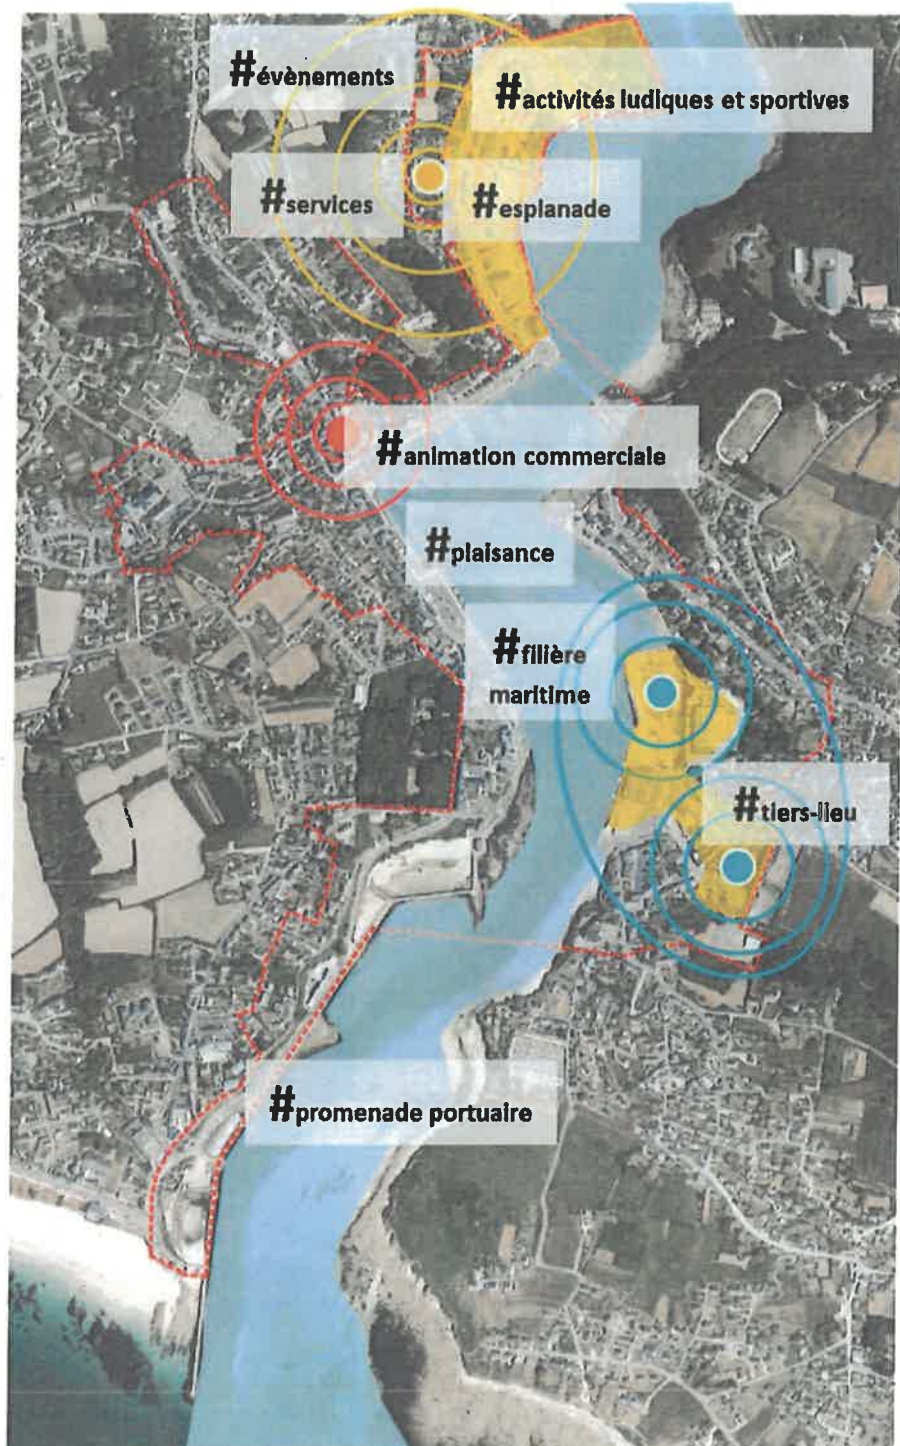 #évènements
#activités ludiques et sportives
#services
#esplanade
#animation commerciale
#plaisance
#filière
maritime
#tiers-lieu
#promenade portuaire